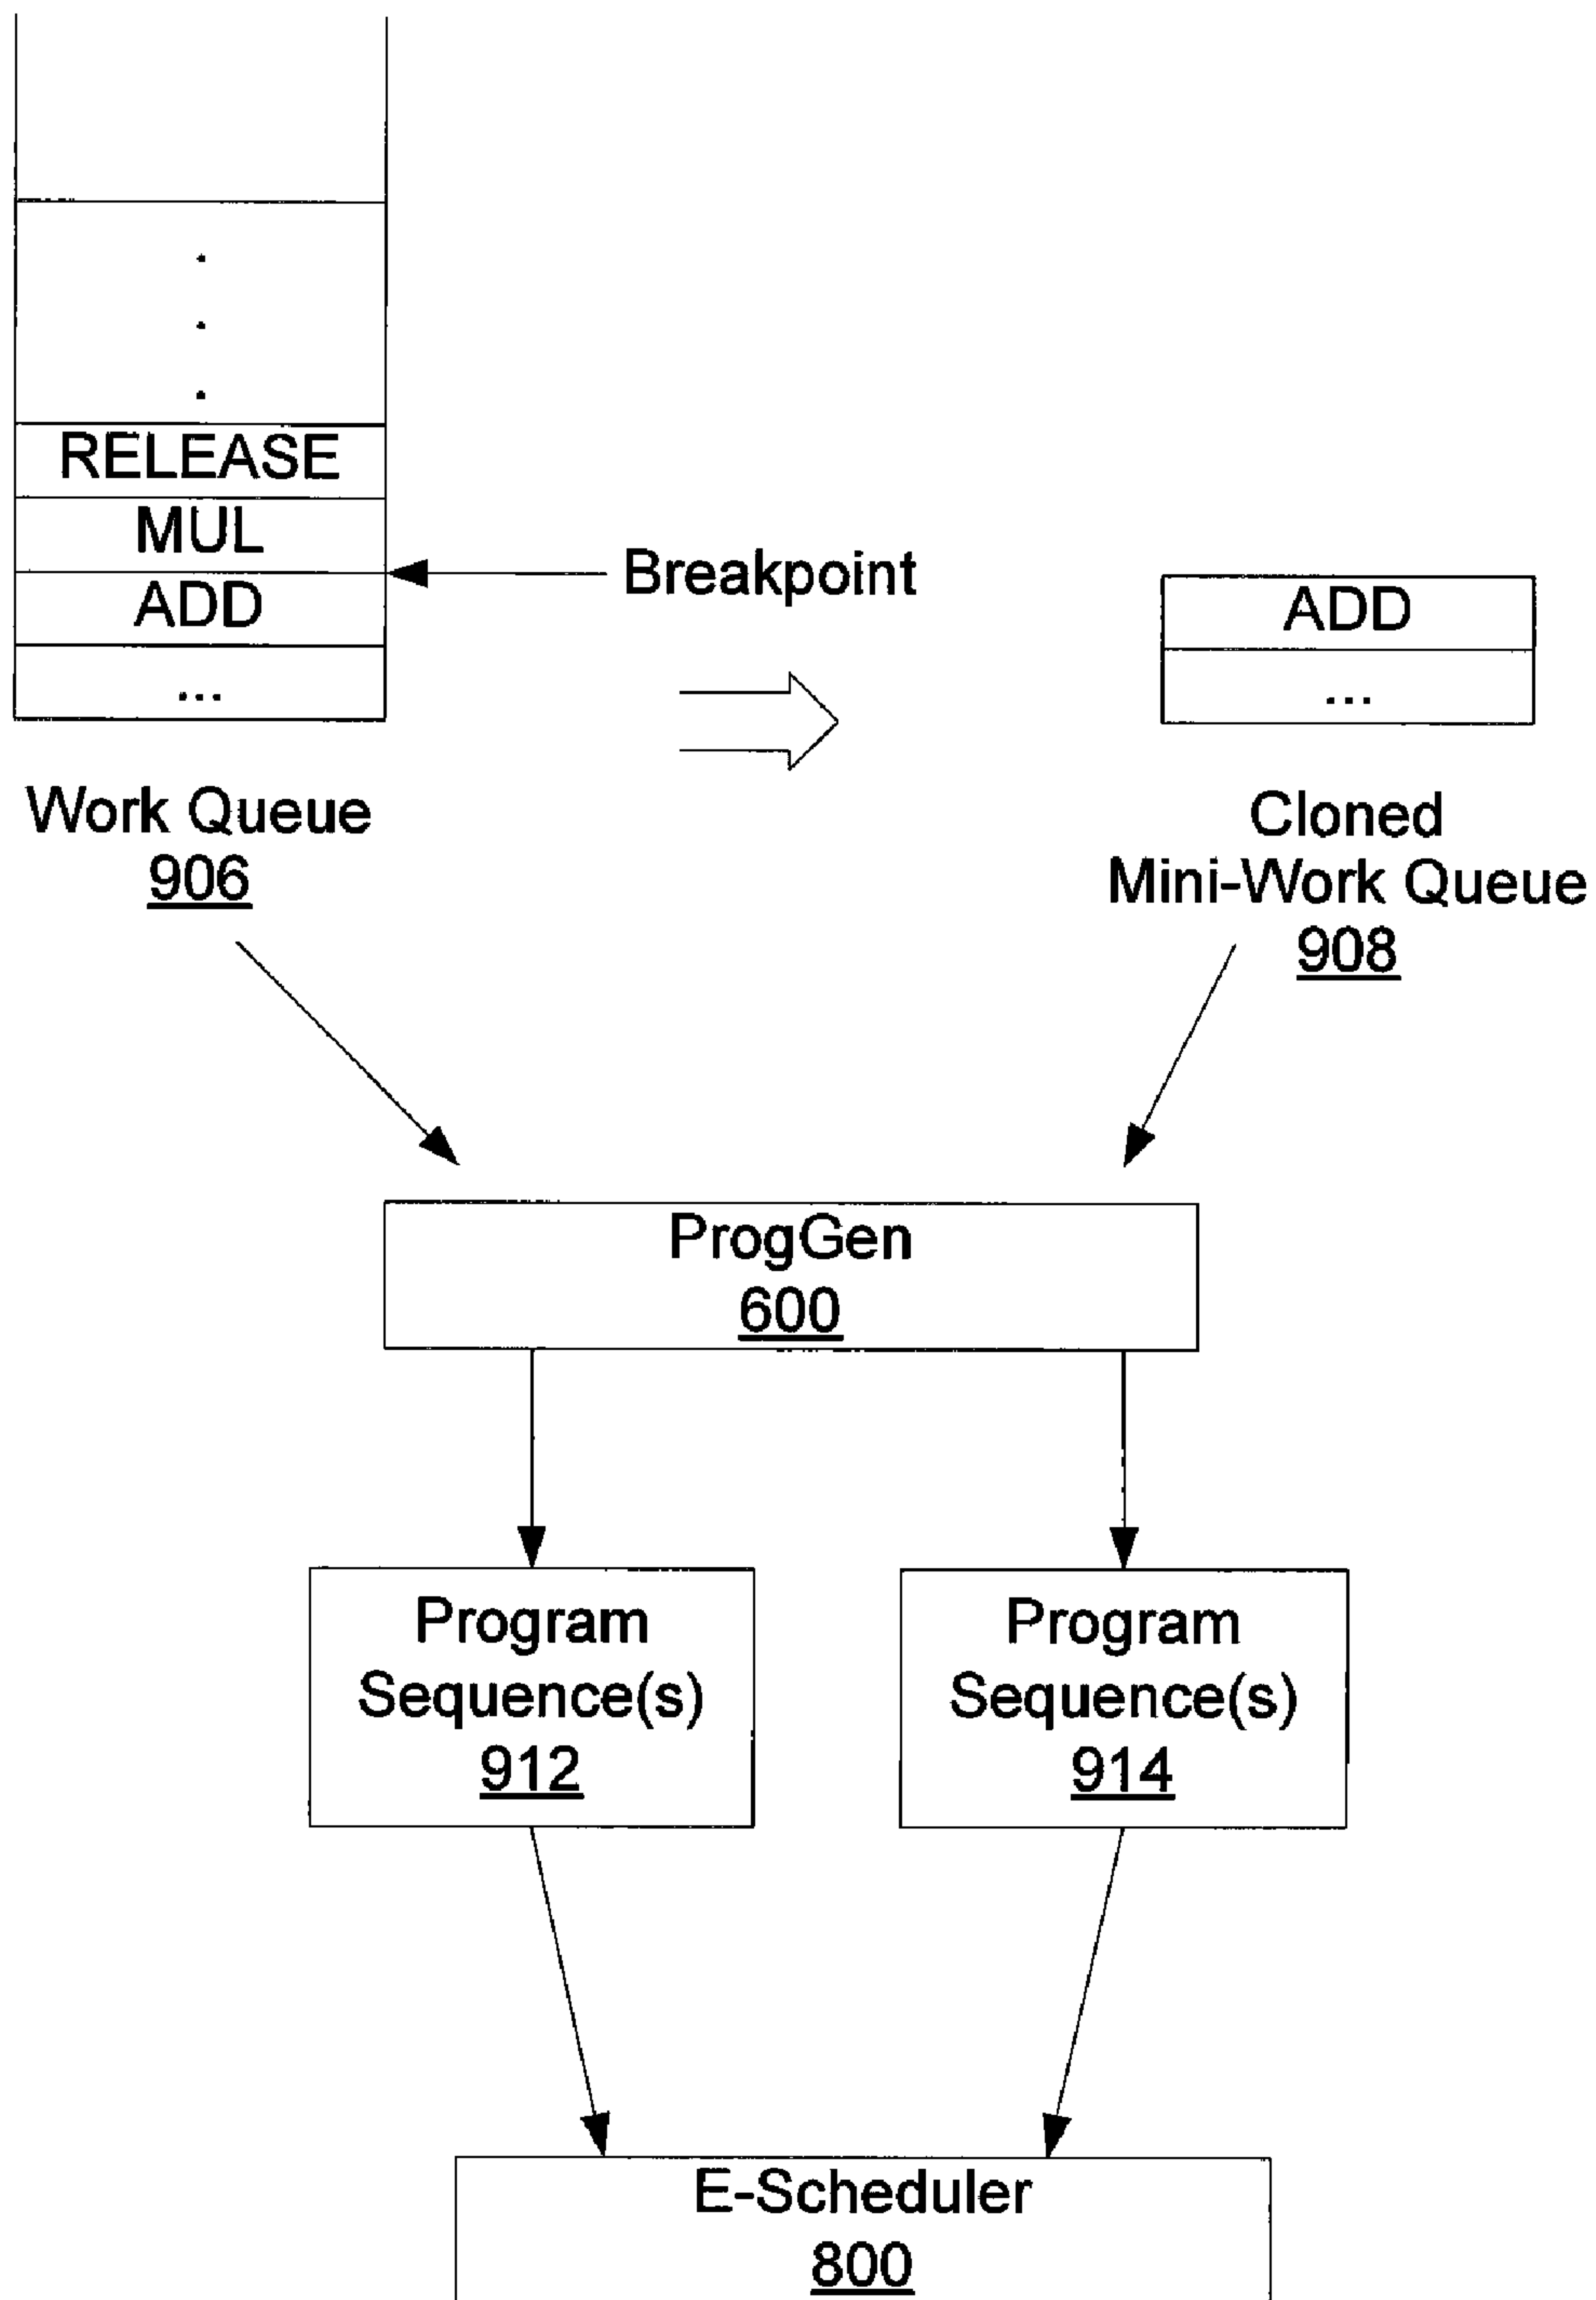 RELEASE
MUL
ADD
...
Breakpoint
ADD
...
Work Queue
906
Cloned
Mini-Work Queue
908
ProgGen
600
Program
Sequence(s)
912
Program
Sequence(s)
914
E-Scheduler
800